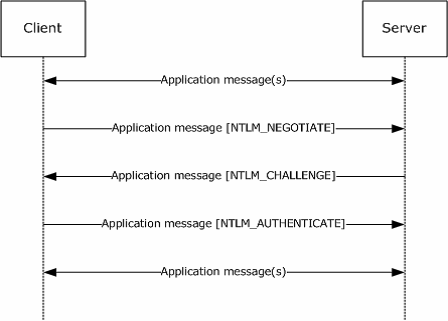 Client
Server
Application message(s)
Application message [NTLM_NEGOTIATE]
Application message [NTLM_CHALLENGE]
Application message [NTLM_AUTHENTICATE]
Application message(s)